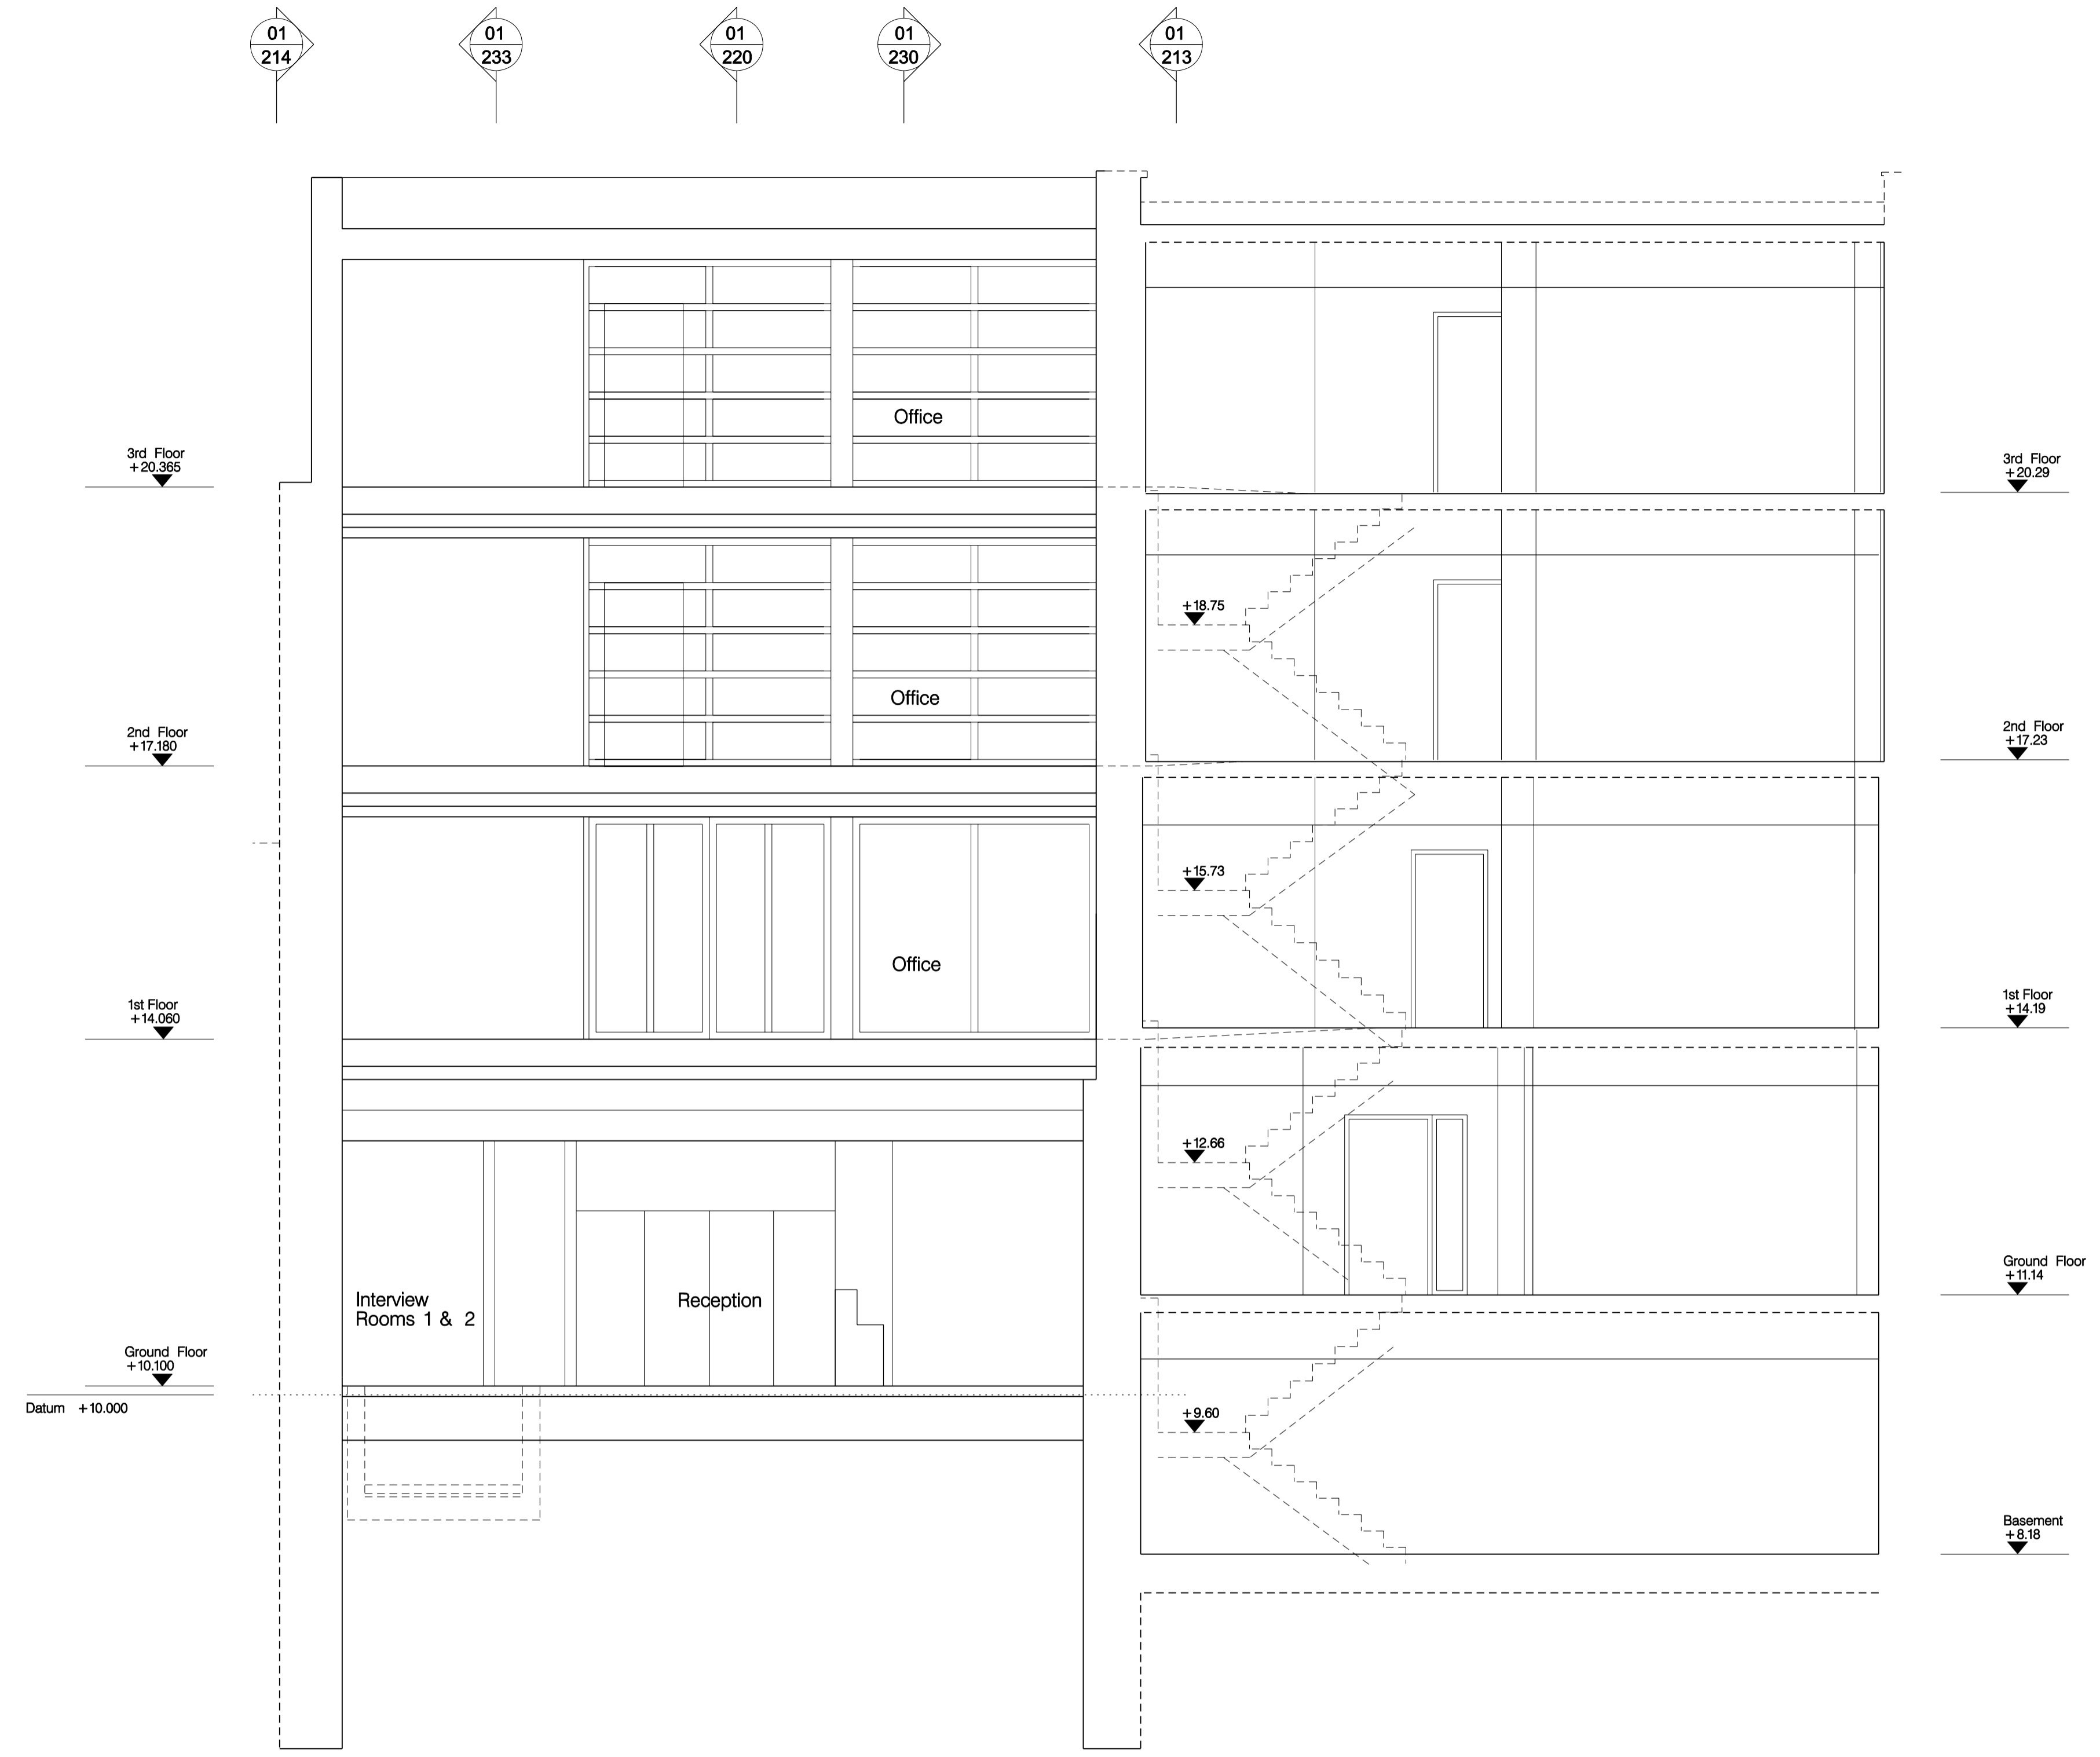 01
214
01
233
01
220
01
230
01
213
Office
3rd Floor
+20.365
3rd Floor
+20.29
+18.75
Office
2nd Floor
+17.180
2nd Floor
+17.23
+15.73
Office
1st Floor
+14.060
1st Floor
+14.19
+12.66
Ground Floor
+11.14
Interview
Rooms 1 & 2
Reception
Ground Floor
+10.100
Datum +10.000
+9.60
Basement
+8.18